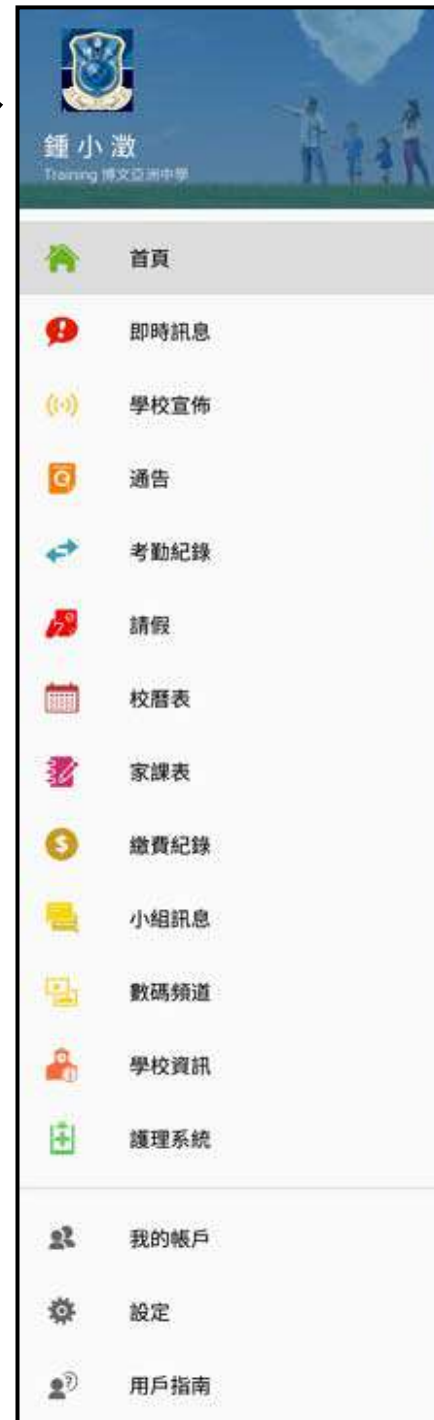 鍾小澂
Training 博文亞洲中學
首頁
即時訊息
學校宣佈
通告
考勤紀錄
請假
校曆表
家課表
繳費紀錄
小組訊息
數碼頻道
學校資訊
護理系統
我的帳戶
設定
用戶指南